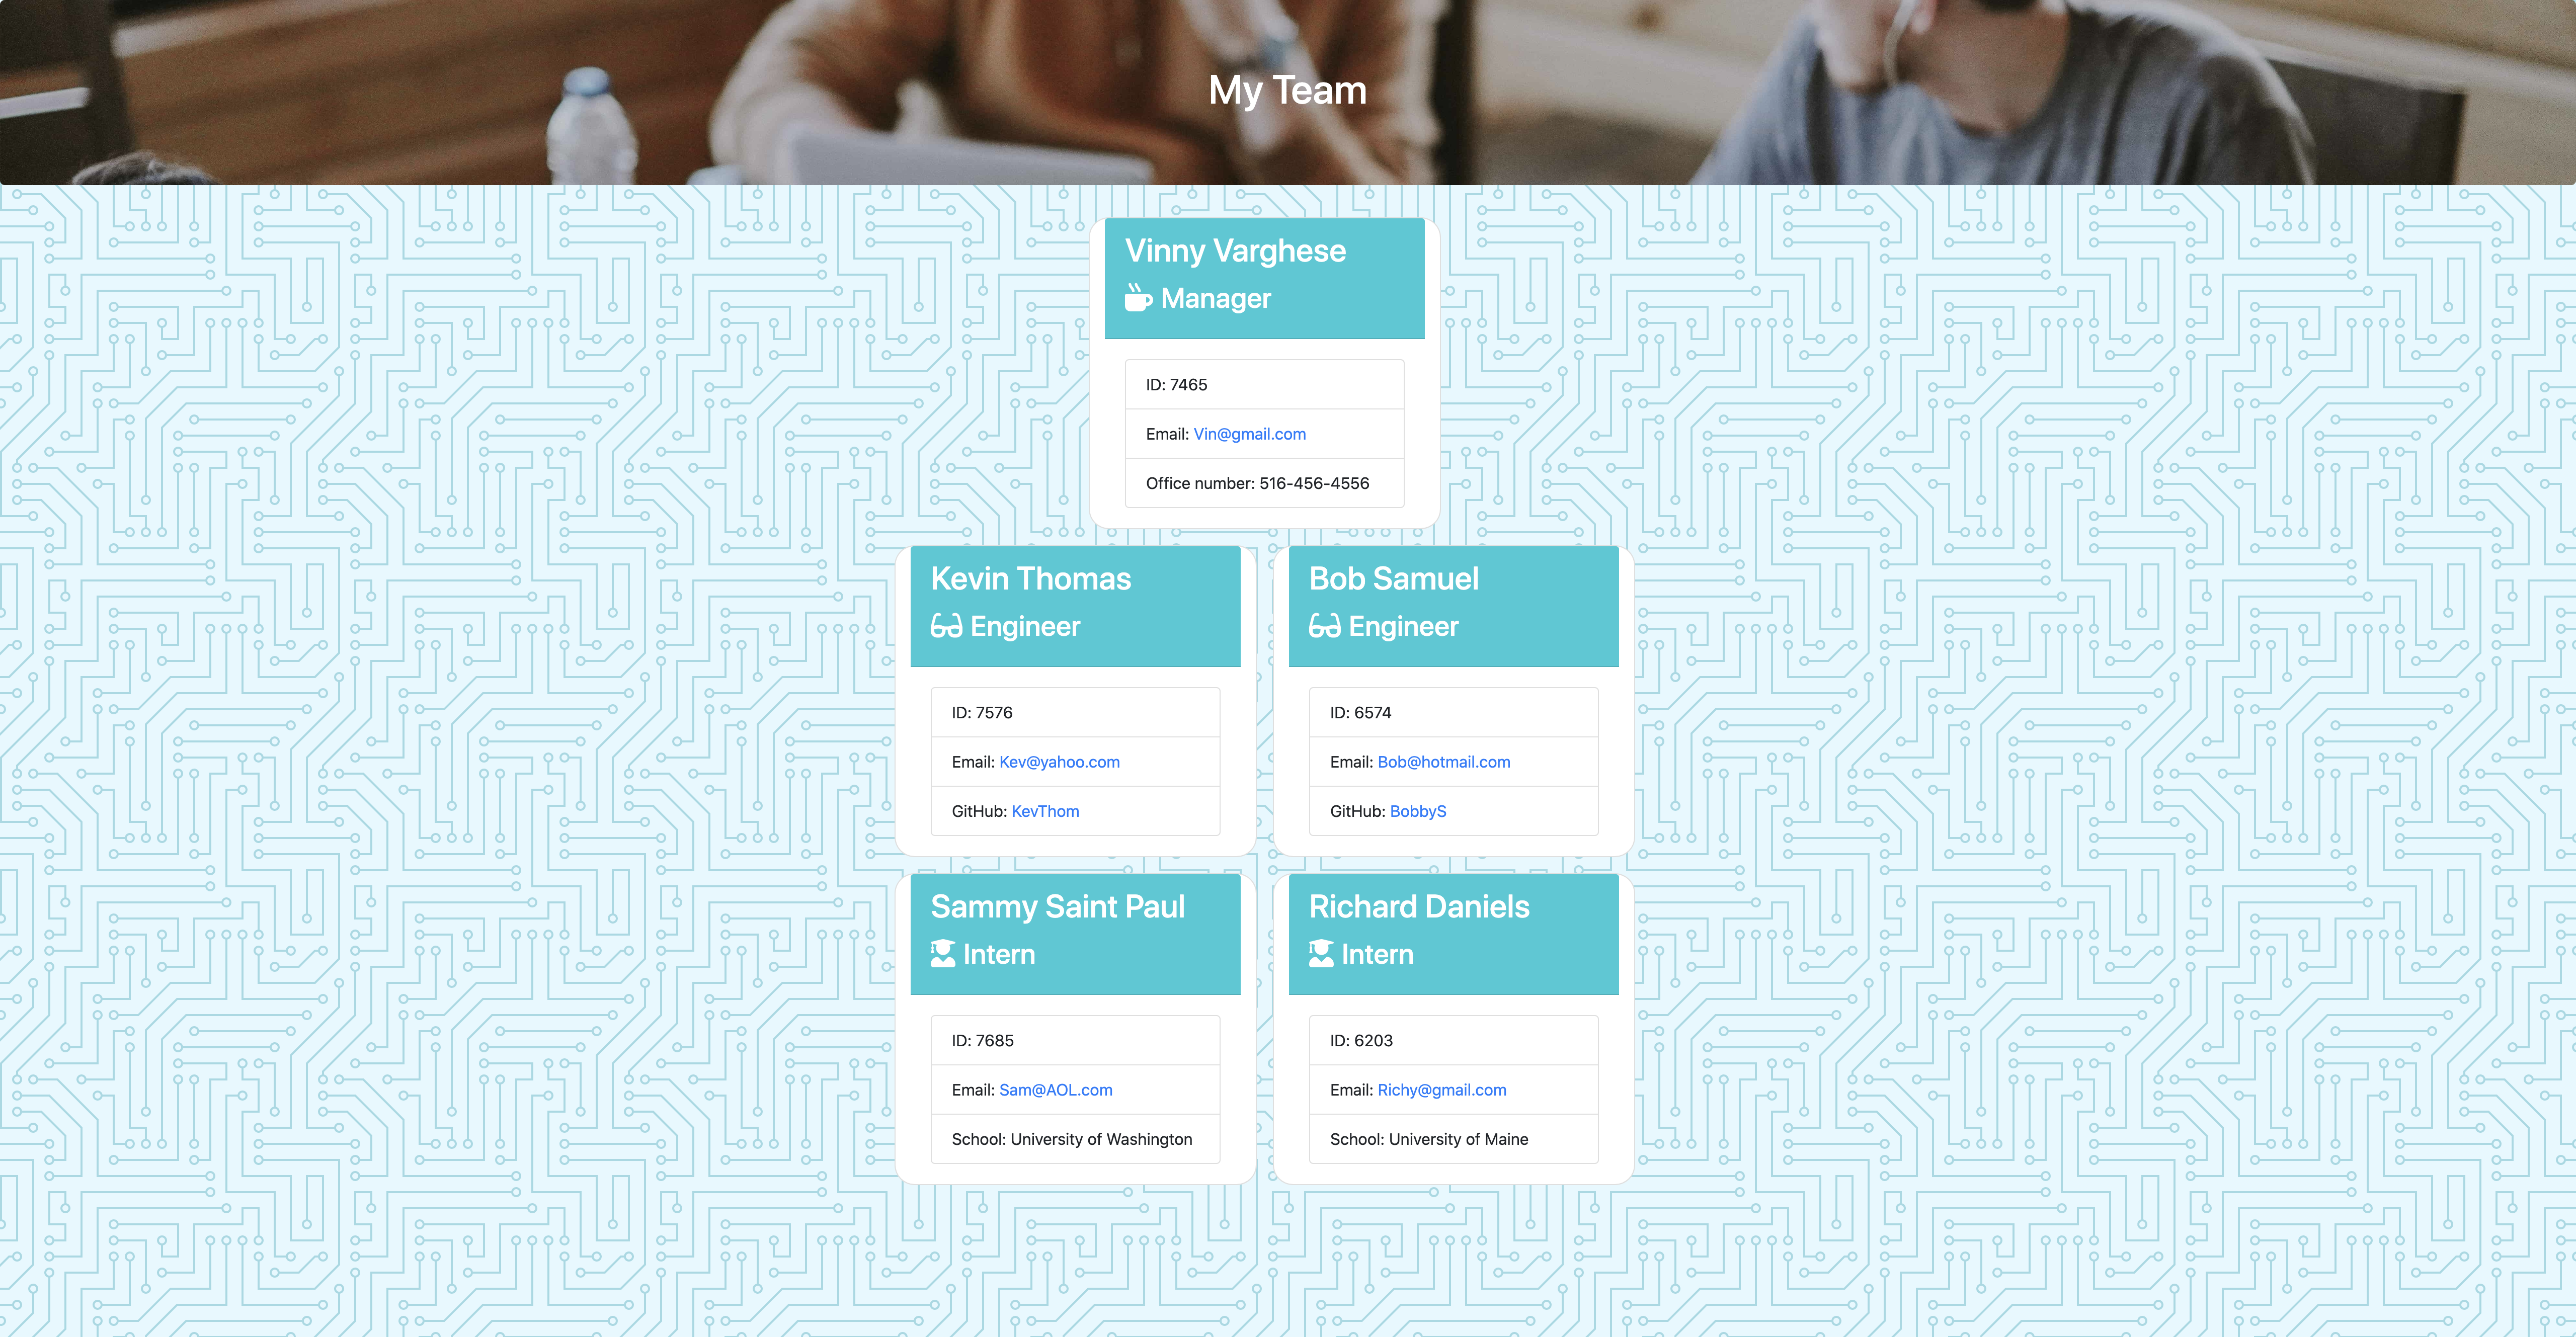 My Team
Vinny Varghese
Manager
ID: 7465
Email: Vin@gmail.com
Office number: 516-456-4556
Kevin Thomas
Engineer
ID: 7576
Email: Kev@yahoo.com
GitHub: KevThom
Bob Samuel
Engineer
ID: 6574
Email: Bob@hotmail.com
GitHub: BobbyS
Sammy Saint Paul
Intern
ID: 7685
Email: Sam@AOL.com
School: University of Washington
Richard Daniels
Intern
ID: 6203
Email: Richy@gmail.com
School: University of Maine